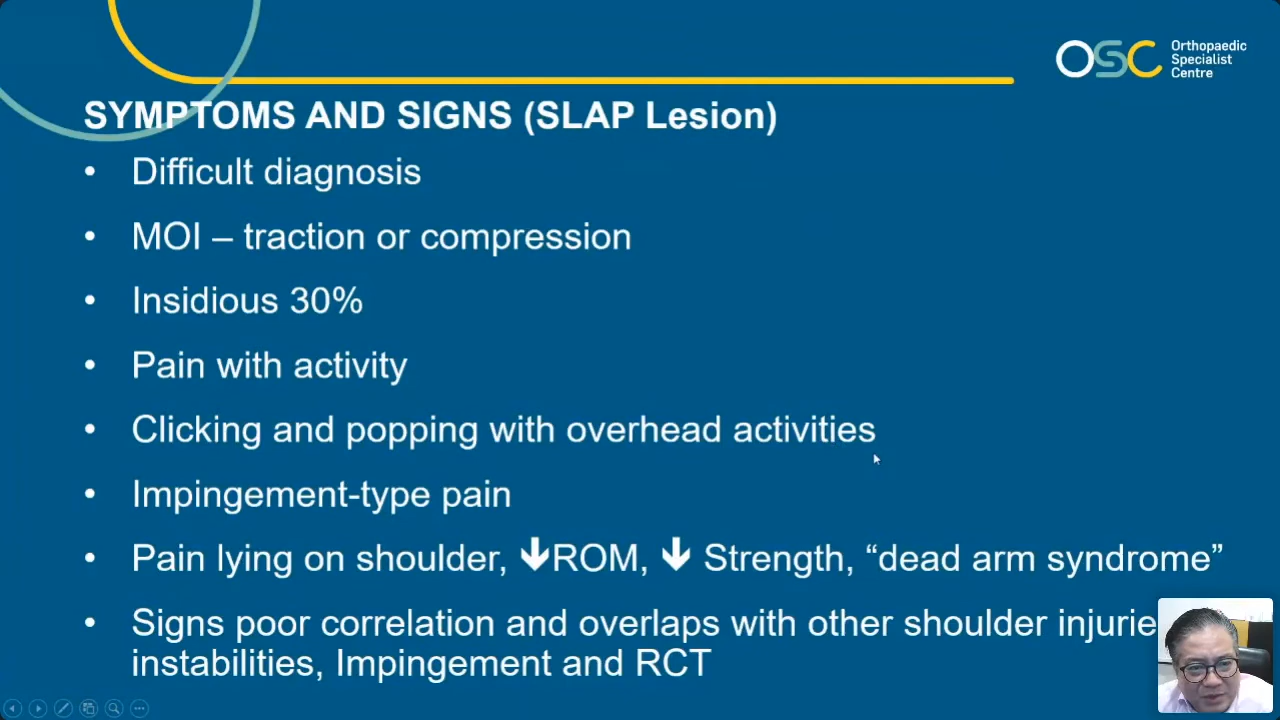 OSC Orthopaedic
Specialist
Centre
SYMPTOMS AND SIGNS (SLAP Lesion)
• Difficult diagnosis
• MOI – traction or compression
• Insidious 30%
• Pain with activity
• Clicking and popping with overhead activities
• Impingement-type pain
• Pain lying on shoulder, 🡻ROM, 🡻 Strength, “dead arm syndrome”
• Signs poor correlation and overlaps with other shoulder injurie
instabilities, Impingement and RCT